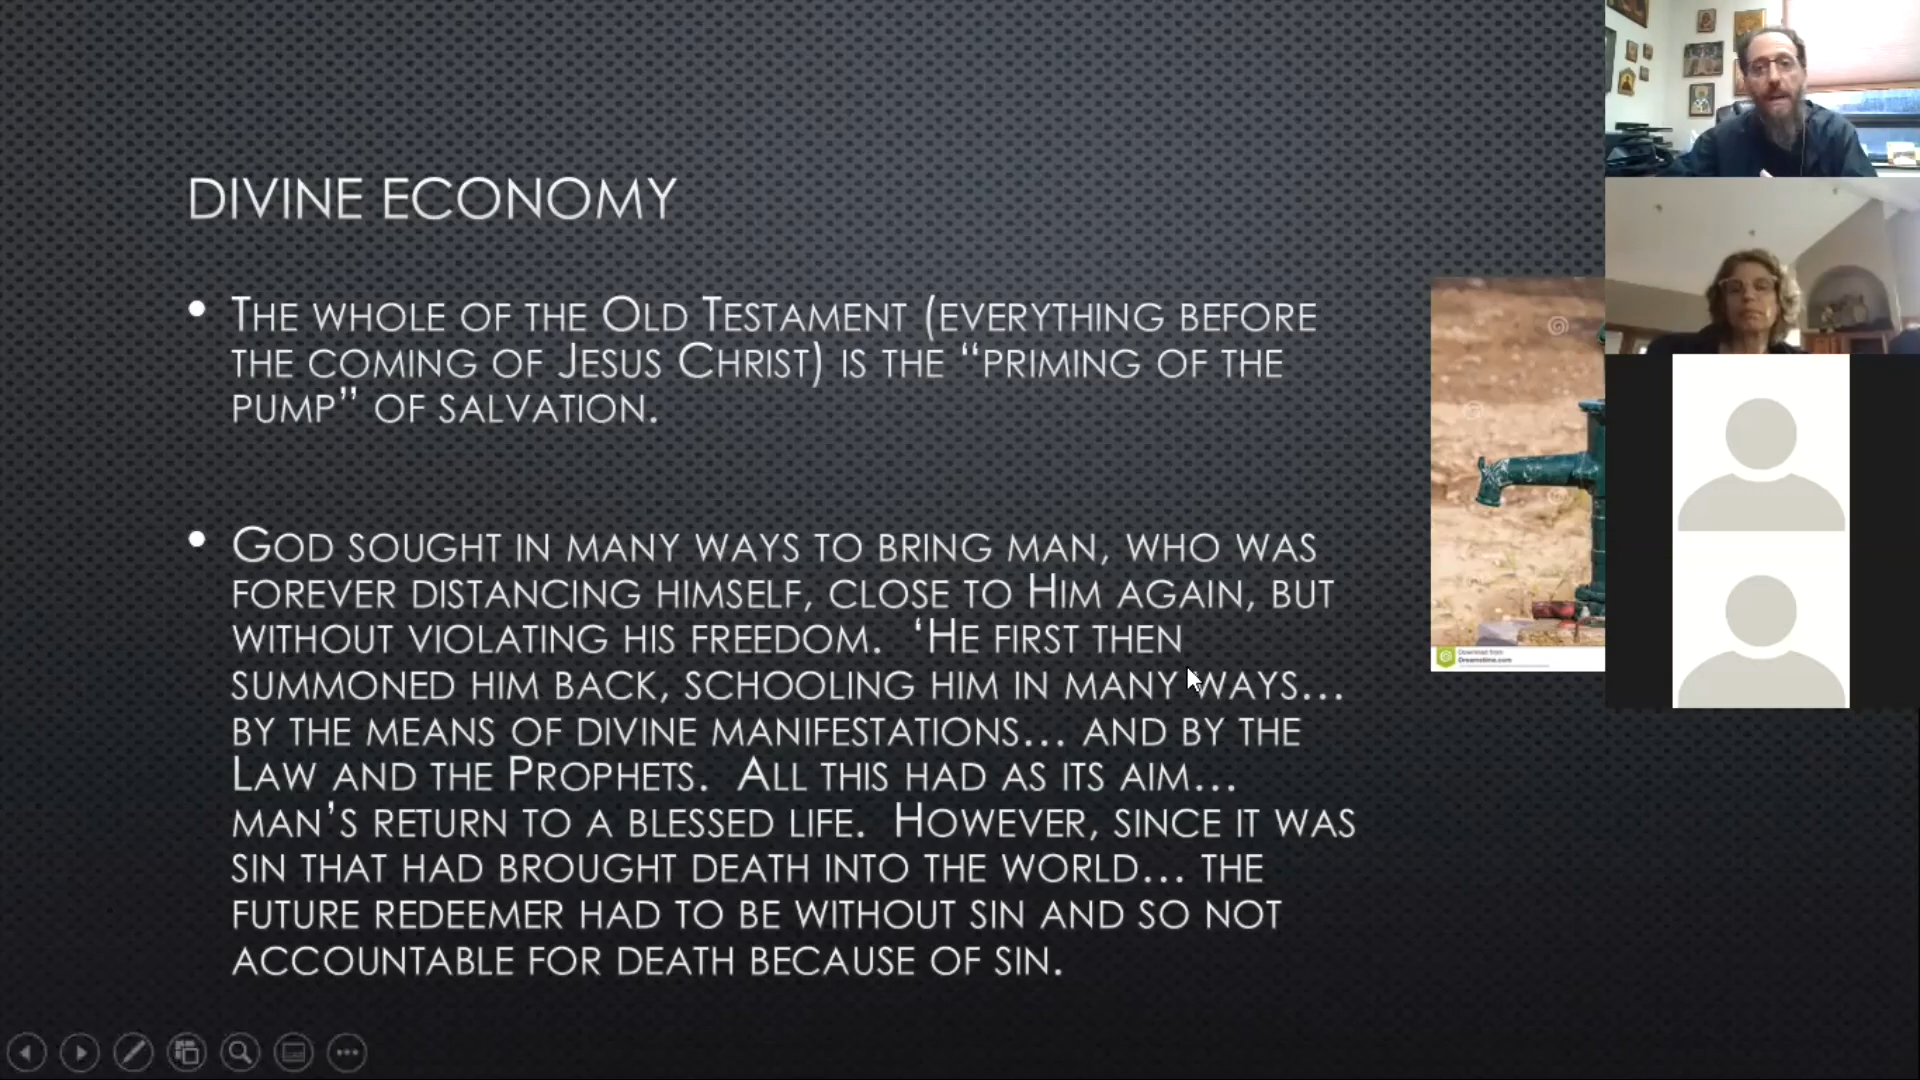 DIVINE ECONOMY
• THE WHOLE OF THE OLD TESTAMENT (EVERYTHING BEFORE
THE COMING OF JESUS CHRIST) IS THE “PRIMING OF THE
PUMP” OF SALVATION.
• GOD SOUGHT IN MANY WAYS TO BRING MAN, WHO WAS
FOREVER DISTANCING HIMSELF, CLOSE TO HIM AGAIN, BUT
WITHOUT VIOLATING HIS FREEDOM. ‘HE FIRST THEN
SUMMONED HIM BACK, SCHOOLING HIM IN MANY WAYS…
BY THE MEANS OF DIVINE MANIFESTATIONS… AND BY THE
LAW AND THE PROPHETS. ALL THIS HAD AS ITS AIM…
MAN’S RETURN TO A BLESSED LIFE. HOWEVER, SINCE IT WAS
SIN THAT HAD BROUGHT DEATH INTO THE WORLD… THE
FUTURE REDEEMER HAD TO BE WITHOUT SIN AND SO NOT
ACCOUNTABLE FOR DEATH BECAUSE OF SIN.
Download from
Dreamstime.com